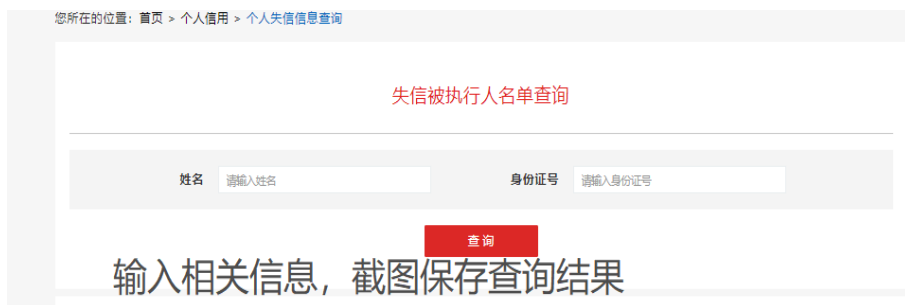 您所在的位置：首页 > 个人信用 > 个人失信信息查询
失信被执行人名单查询
姓名 请输入姓名 身份证号 请输入身份证号
查询
输入相关信息，截图保存查询结果